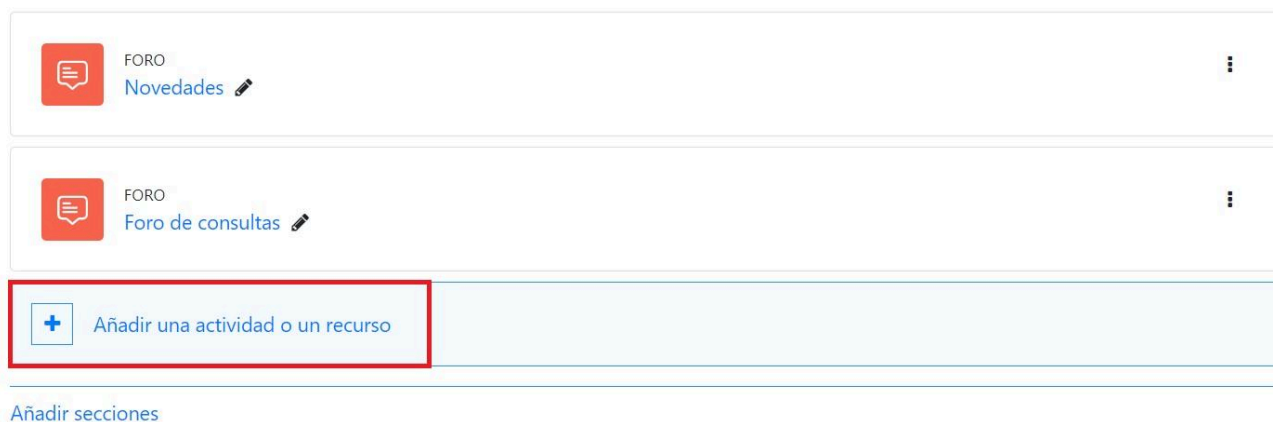 FORO
Novedades
FORO
Foro de consultas
Añadir una actividad o un recurso
Añadir secciones